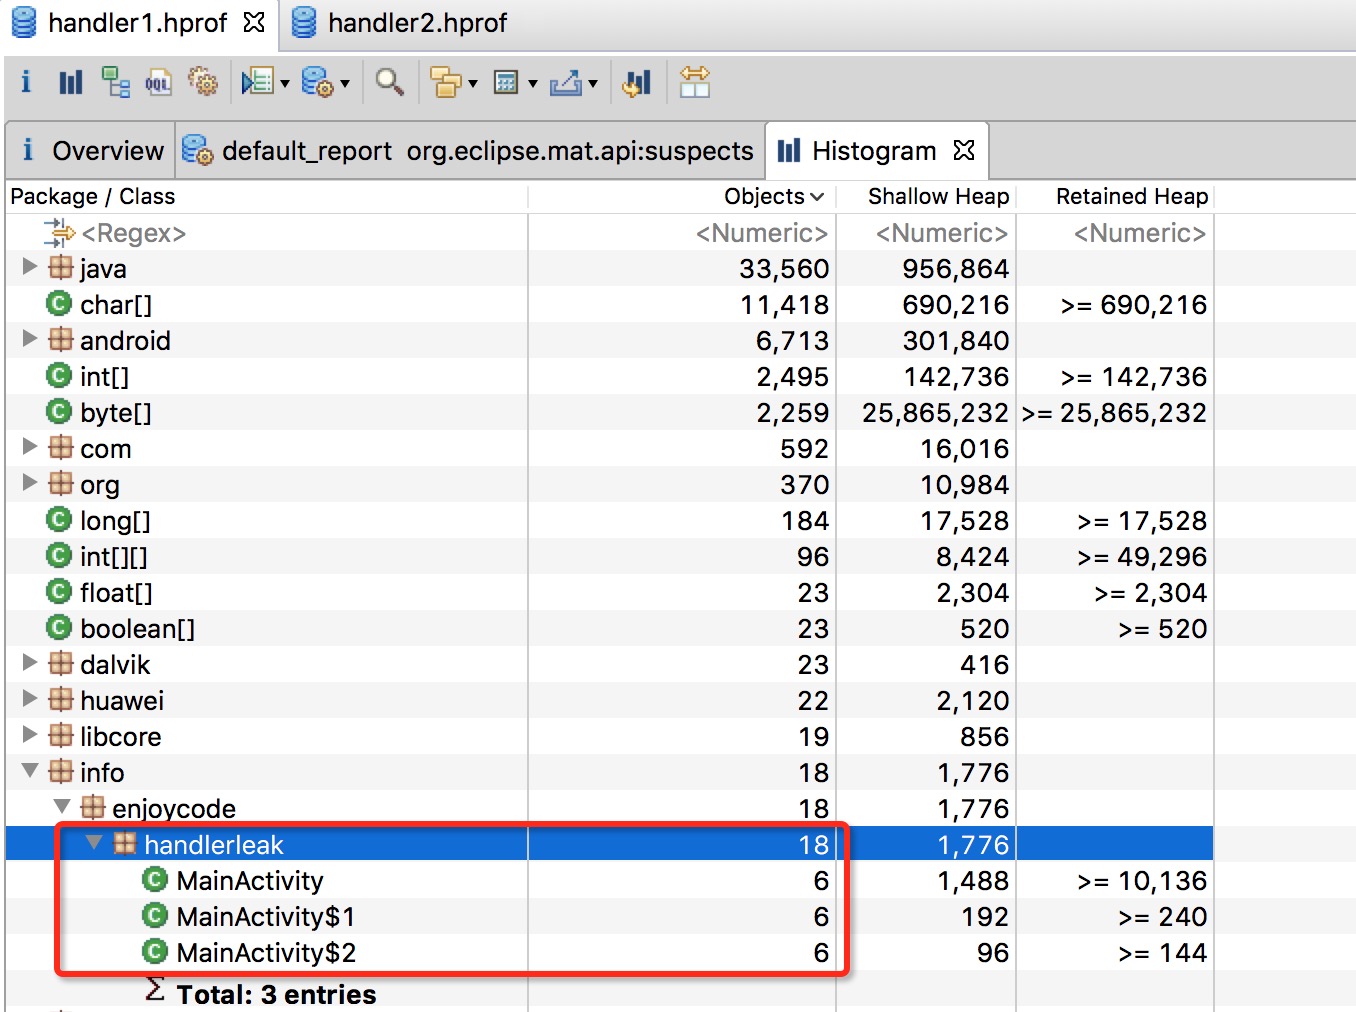 handler1.hprof handler2.hprof
OQL
i Overview default_report org.eclipse.mat.api:suspects Histogram
Package / Class Objects Shallow Heap Retained Heap
<Regex> <Numeric> <Numeric> <Numeric>
java 33,560 956,864
char[] 11,418 690,216 >= 690,216
android 6,713 301,840
int[] 2,495 142,736 >= 142,736
byte[] 2,259 25,865,232 >= 25,865,232
com 592 16,016
org 370 10,984
long[] 184 17,528 >= 17,528
int[][] 96 8,424 >= 49,296
float[] 23 2,304 >= 2,304
boolean[] 23 520 >= 520
dalvik 23 416
huawei 22 2,120
libcore 19 856
info 18 1,776
enjoycode 18 1,776
handlerleak 18 1,776
MainActivity 6 1,488 >= 10,136
MainActivity$1 6 192 >= 240
MainActivity$2 6 96 >= 144
Σ Total: 3 entries